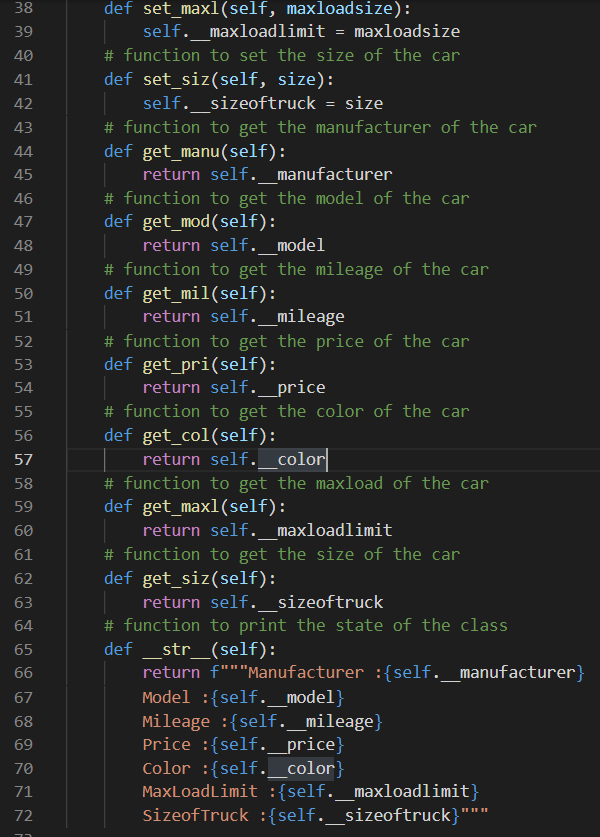 38 def set_maxl(self, maxloadsize):
39 self.__maxloadlimit = maxloadsize
40 # function to set the size of the car
41 def set_siz(self, size):
42 self.__sizeoftruck = size
43 # function to get the manufacturer of the car
44 def get_manu(self):
45 return self.__manufacturer
46 # function to get the model of the car
47 def get_mod(self):
48 return self.__model
49 # function to get the mileage of the car
50 def get_mil(self):
51 return self.__mileage
52 # function to get the price of the car
53 def get_pri(self):
54 return self.__price
55 # function to get the color of the car
56 def get_col(self):
57 return self.__color
58 # function to get the maxload of the car
59 def get_maxl(self):
60 return self.__maxloadlimit
61 # function to get the size of the car
62 def get_siz(self):
63 return self.__sizeoftruck
64 # function to print the state of the class
65 def __str__(self):
66 return f"""Manufacturer :{self.__manufacturer}
67 Model :{self.__model}
68 Mileage :{self.__mileage}
69 Price :{self.__price}
70 Color :{self.__color}
71 MaxLoadLimit :{self.__maxloadlimit}
72 SizeofTruck :{self.__sizeoftruck}"""